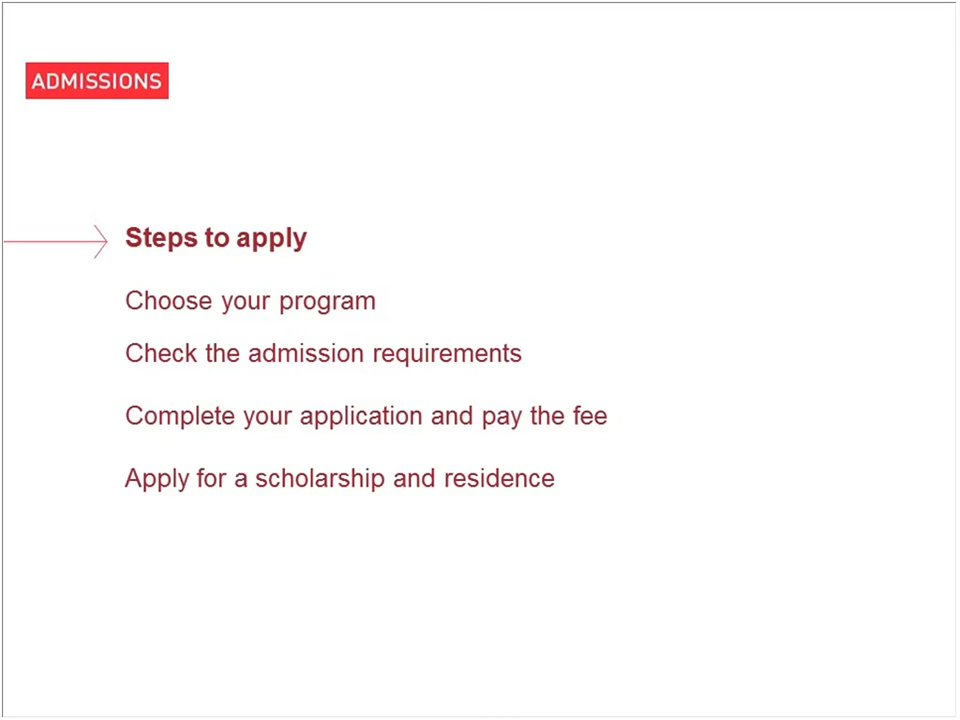 ADMISSIONS
Steps to apply
Choose your program
Check the admission requirements
Complete your application and pay the fee
Apply for a scholarship and residence